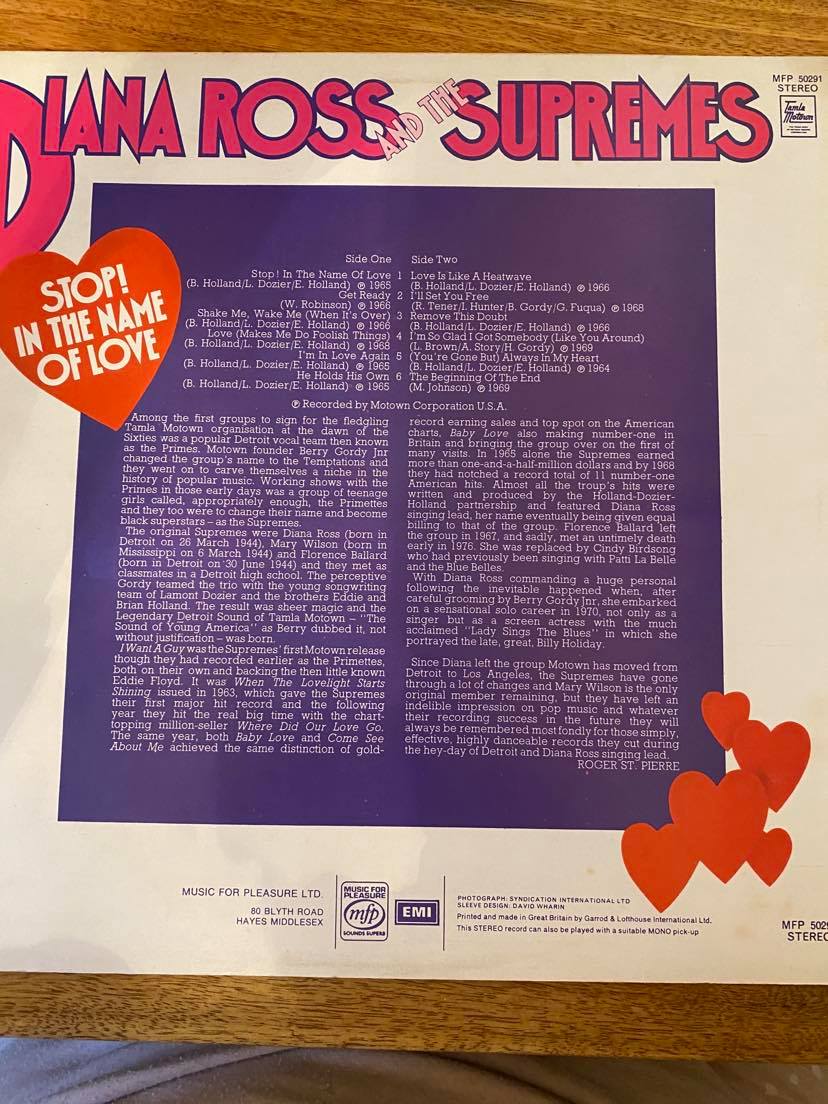 DIANA ROSS AND THE SUPREMES
MFP 50291
STEREO
Tamla
Motown
STOP!
IN THE NAME
OF LOVE
Side One
Stop! In The Name Of Love 1
(B. Holland/L. Dozier/E. Holland) ℗ 1965
Get Ready 2
(W. Robinson) ℗ 1966
Shake Me, Wake Me (When It's Over) 3
(B. Holland/L. Dozier/E. Holland) ℗ 1966
Love (Makes Me Do Foolish Things) 4
(B. Holland/L. Dozier/E. Holland) ℗ 1968
I'm In Love Again 5
(B. Holland/L. Dozier/E. Holland) ℗ 1965
He Holds His Own 6
(B. Holland/L. Dozier/E. Holland) ℗ 1965
Side Two
Love Is Like A Heatwave
(B. Holland/L. Dozier/E. Holland) ℗ 1966
I'll Set You Free
(R. Tener/I. Hunter/B. Gordy/G. Fuqua) ℗ 1968
Remove This Doubt
(B. Holland/L. Dozier/E. Holland) ℗ 1966
I'm So Glad I Got Somebody (Like You Around)
(L. Brown/A. Story/H. Gordy) ℗ 1969
(You're Gone But) Always In My Heart
(B. Holland/L. Dozier/E. Holland) ℗ 1964
The Beginning Of The End
(M. Johnson) ℗ 1969
℗ Recorded by Motown Corporation U.S.A.
Among the first groups to sign for the fledgling
Tamla Motown organisation at the dawn of the
Sixties was a popular Detroit vocal team then known
as the Primes. Motown founder Berry Gordy Jnr
changed the group's name to the Temptations and
they went on to carve themselves a niche in the
history of popular music. Working shows with the
Primes in those early days was a group of teenage
girls called, appropriately enough, the Primettes
and they too were to change their name and become
black superstars – as the Supremes.
The original Supremes were Diana Ross (born in
Detroit on 26 March 1944), Mary Wilson (born in
Mississippi on 6 March 1944) and Florence Ballard
(born in Detroit on 30 June 1944) and they met as
classmates in a Detroit high school. The perceptive
Gordy teamed the trio with the young songwriting
team of Lamont Dozier and the brothers Eddie and
Brian Holland. The result was sheer magic and the
Legendary Detroit Sound of Tamla Motown – "The
Sound of Young America" as Berry dubbed it, not
without justification – was born.
I Want A Guy was the Supremes' first Motown release
though they had recorded earlier as the Primettes,
both on their own and backing the then little known
Eddie Floyd. It was When The Lovelight Starts
Shining issued in 1963, which gave the Supremes
their first major hit record and the following
year they hit the real big time with the chart-
topping million-seller Where Did Our Love Go.
The same year, both Baby Love and Come See
About Me achieved the same distinction of gold-
record earning sales and top spot on the American
charts, Baby Love also making number-one in
Britain and bringing the group over on the first of
many visits. In 1965 alone the Supremes earned
more than one-and-a-half-million dollars and by 1968
they had notched a record total of 11 number-one
American hits. Almost all the troup's hits were
written and produced by the Holland-Dozier-
Holland partnership and featured Diana Ross
singing lead, her name eventually being given equal
billing to that of the group. Florence Ballard left
the group in 1967, and sadly, met an untimely death
early in 1976. She was replaced by Cindy Birdsong
who had previously been singing with Patti La Belle
and the Blue Belles.
With Diana Ross commanding a huge personal
following the inevitable happened when, after
careful grooming by Berry Gordy Jnr, she embarked
on a sensational solo career in 1970, not only as a
singer but as a screen actress with the much
acclaimed "Lady Sings The Blues" in which she
portrayed the late, great, Billy Holiday.
Since Diana left the group Motown has moved from
Detroit to Los Angeles, the Supremes have gone
through a lot of changes and Mary Wilson is the only
original member remaining, but they have left an
indelible impression on pop music and whatever
their recording success in the future they will
always be remembered most fondly for those simply,
effective, highly danceable records they cut during
the hey-day of Detroit and Diana Ross singing lead.
ROGER ST. PIERRE
MUSIC FOR PLEASURE LTD.
80 BLYTH ROAD
HAYES MIDDLESEX
MUSIC FOR
PLEASURE
mfp
SOUNDS SUPERB
EMI
PHOTOGRAPH: SYNDICATION INTERNATIONAL LTD
SLEEVE DESIGN: DAVID WHARIN
Printed and made in Great Britain by Garrod & Lofthouse International Ltd.
This STEREO record can also be played with a suitable MONO pick-up
MFP 5029
STEREO